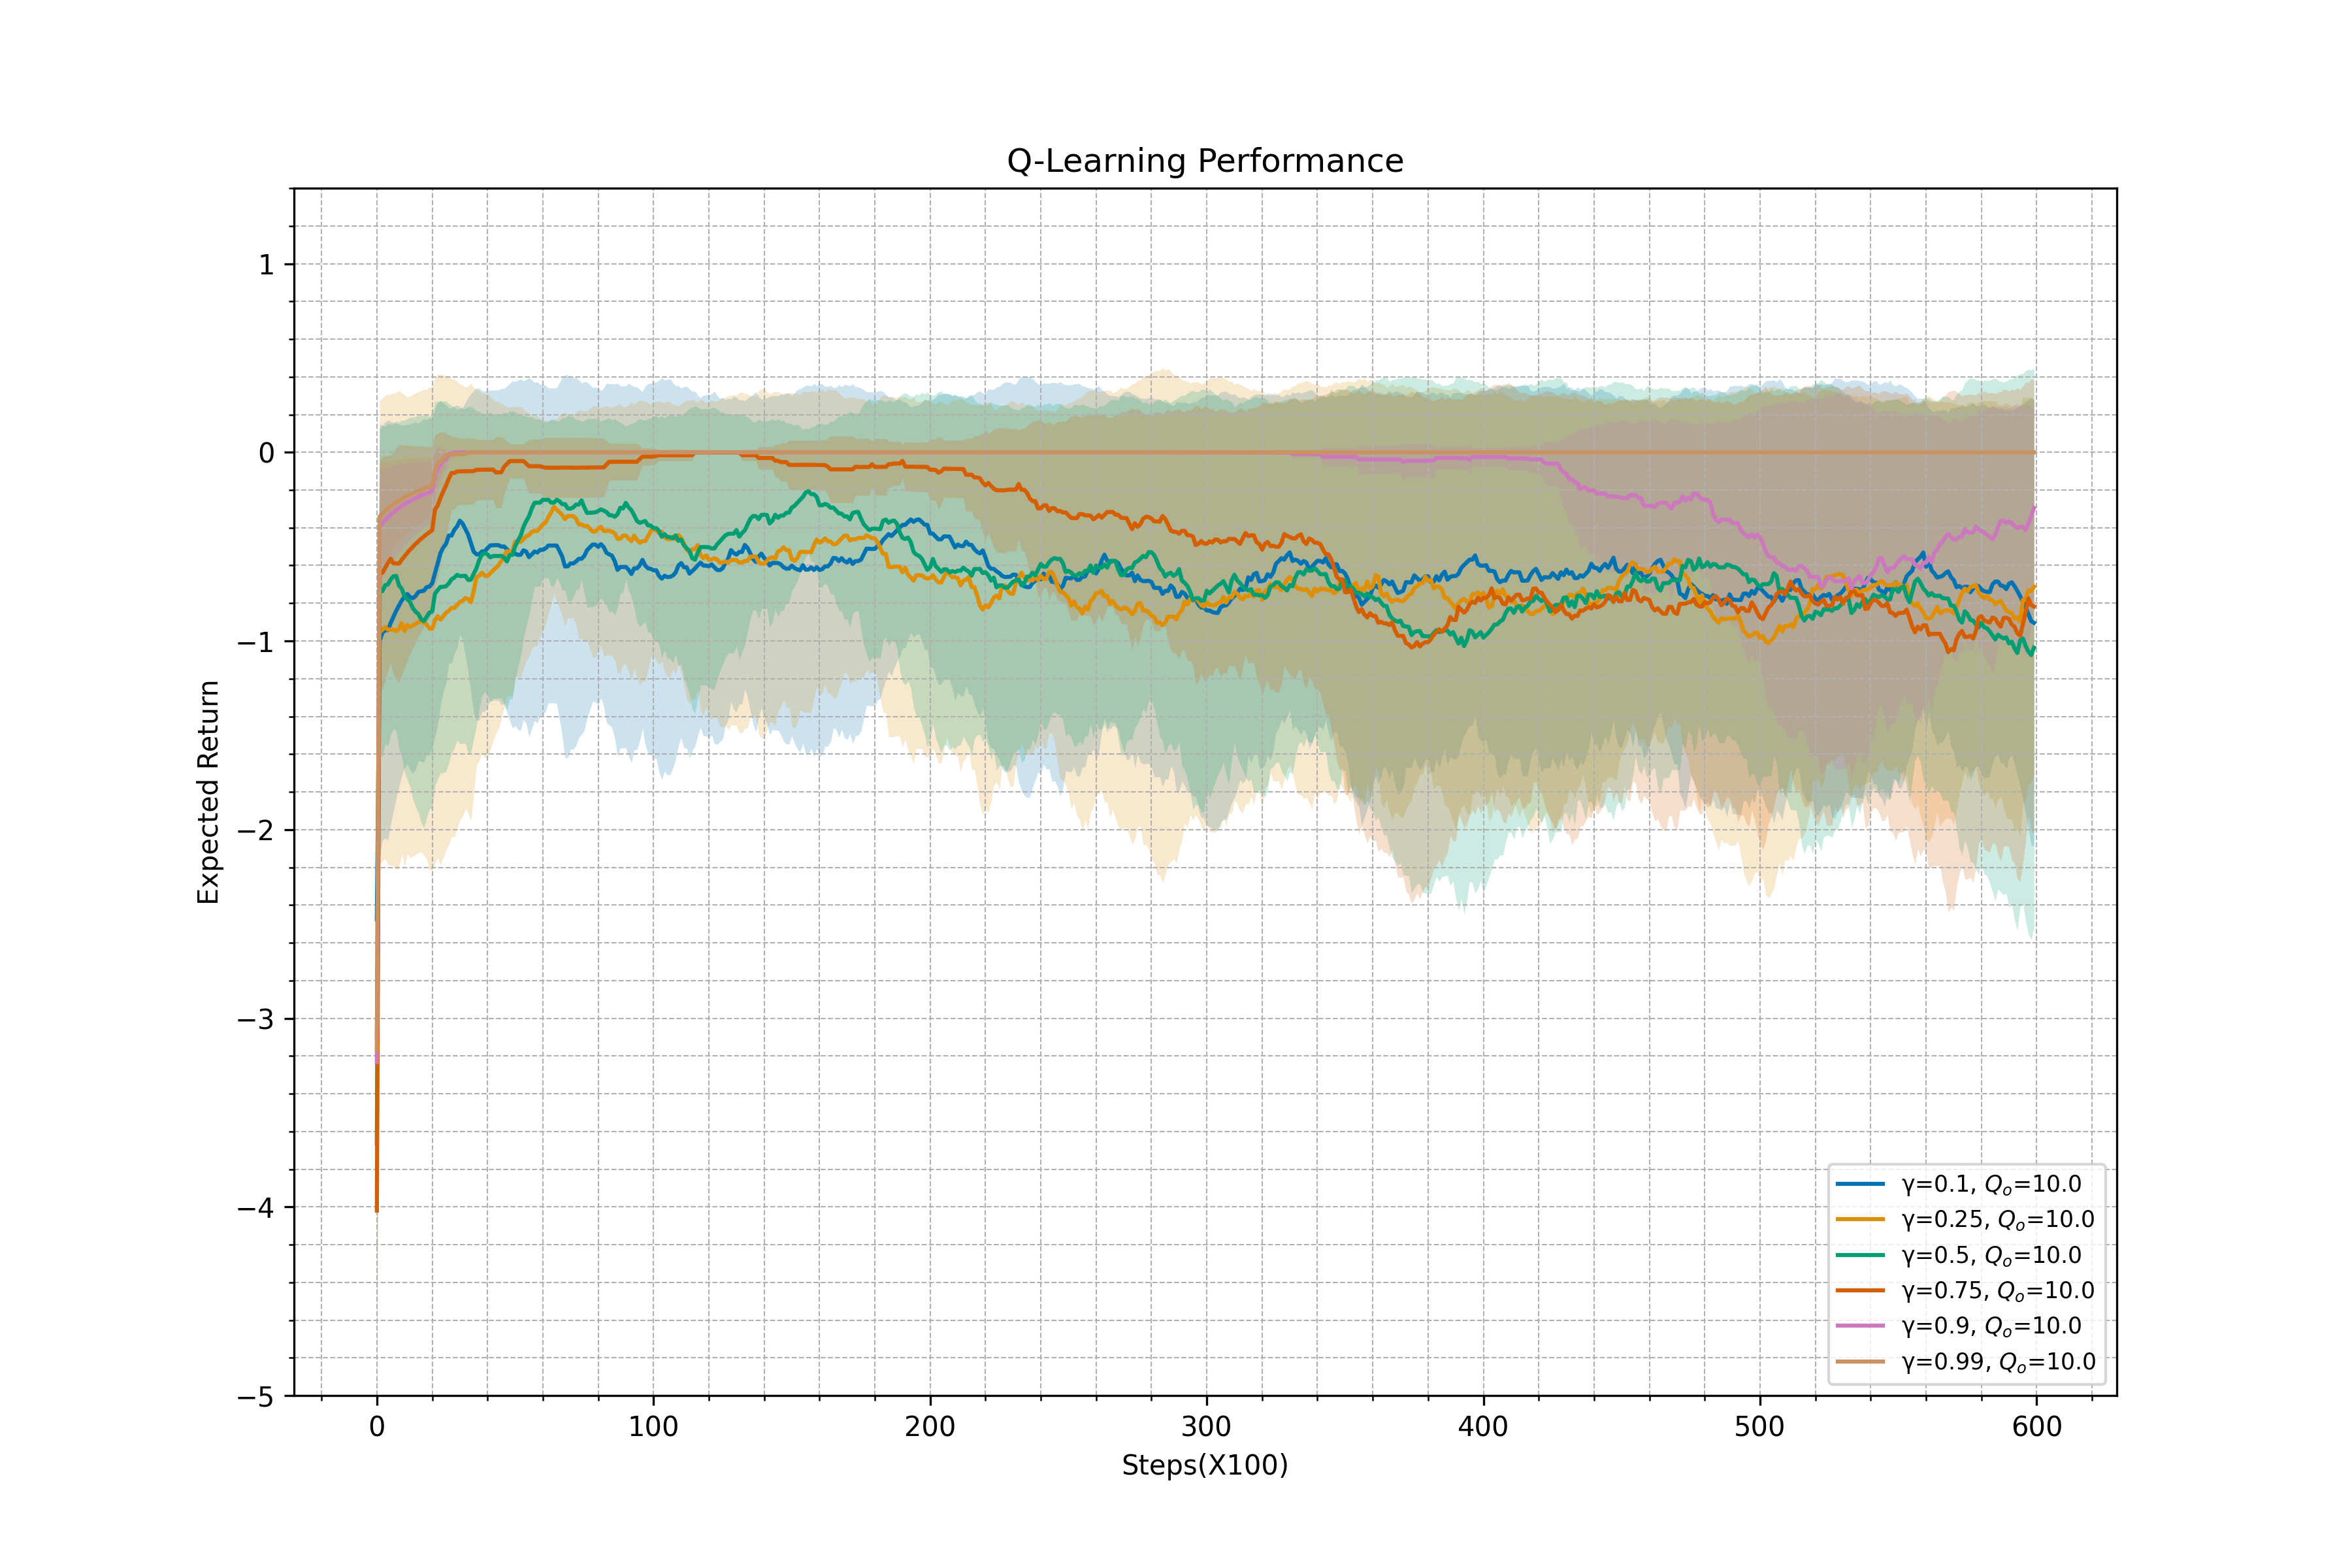 Q-Learning Performance
Expected Return
1
0
−1
−2
−3
−4
−5
0 100 200 300 400 500 600
Steps(X100)
γ=0.1, Qₒ=10.0
γ=0.25, Qₒ=10.0
γ=0.5, Qₒ=10.0
γ=0.75, Qₒ=10.0
γ=0.9, Qₒ=10.0
γ=0.99, Qₒ=10.0